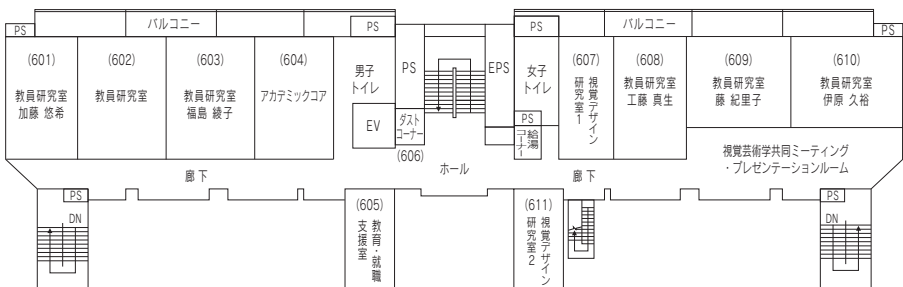 バルコニー
バルコニー
PS
PS
PS
PS
(601)
教員研究室
加藤 悠希
(602)
教員研究室
(603)
教員研究室
福島 綾子
(604)
アカデミックコア
男子
トイレ
PS
EPS
女子
トイレ
(607)
視覚デザイン
研究室1
(608)
教員研究室
工藤 真生
(609)
教員研究室
藤 紀里子
(610)
教員研究室
伊原 久裕
EV
ダスト
コーナー
(606)
PS
給湯
コーナー
ホール
廊 下
廊 下
視覚芸術学共同ミーティング
・プレゼンテーションルーム
PS
DN
(605)
教育・就職
支援室
(611)
視覚デザイン
研究室2
PS
DN